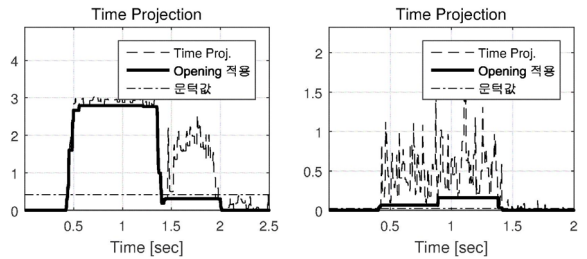 Time Projection
4
3
2
1
0
0.5
1
1.5
2
2.5
Time [sec]
Time Proj.
Opening 적용
문턱값
Time Projection
2
1.5
1
0.5
0
0.5
1
1.5
2
Time [sec]
Time Proj.
Opening 적용
문턱값